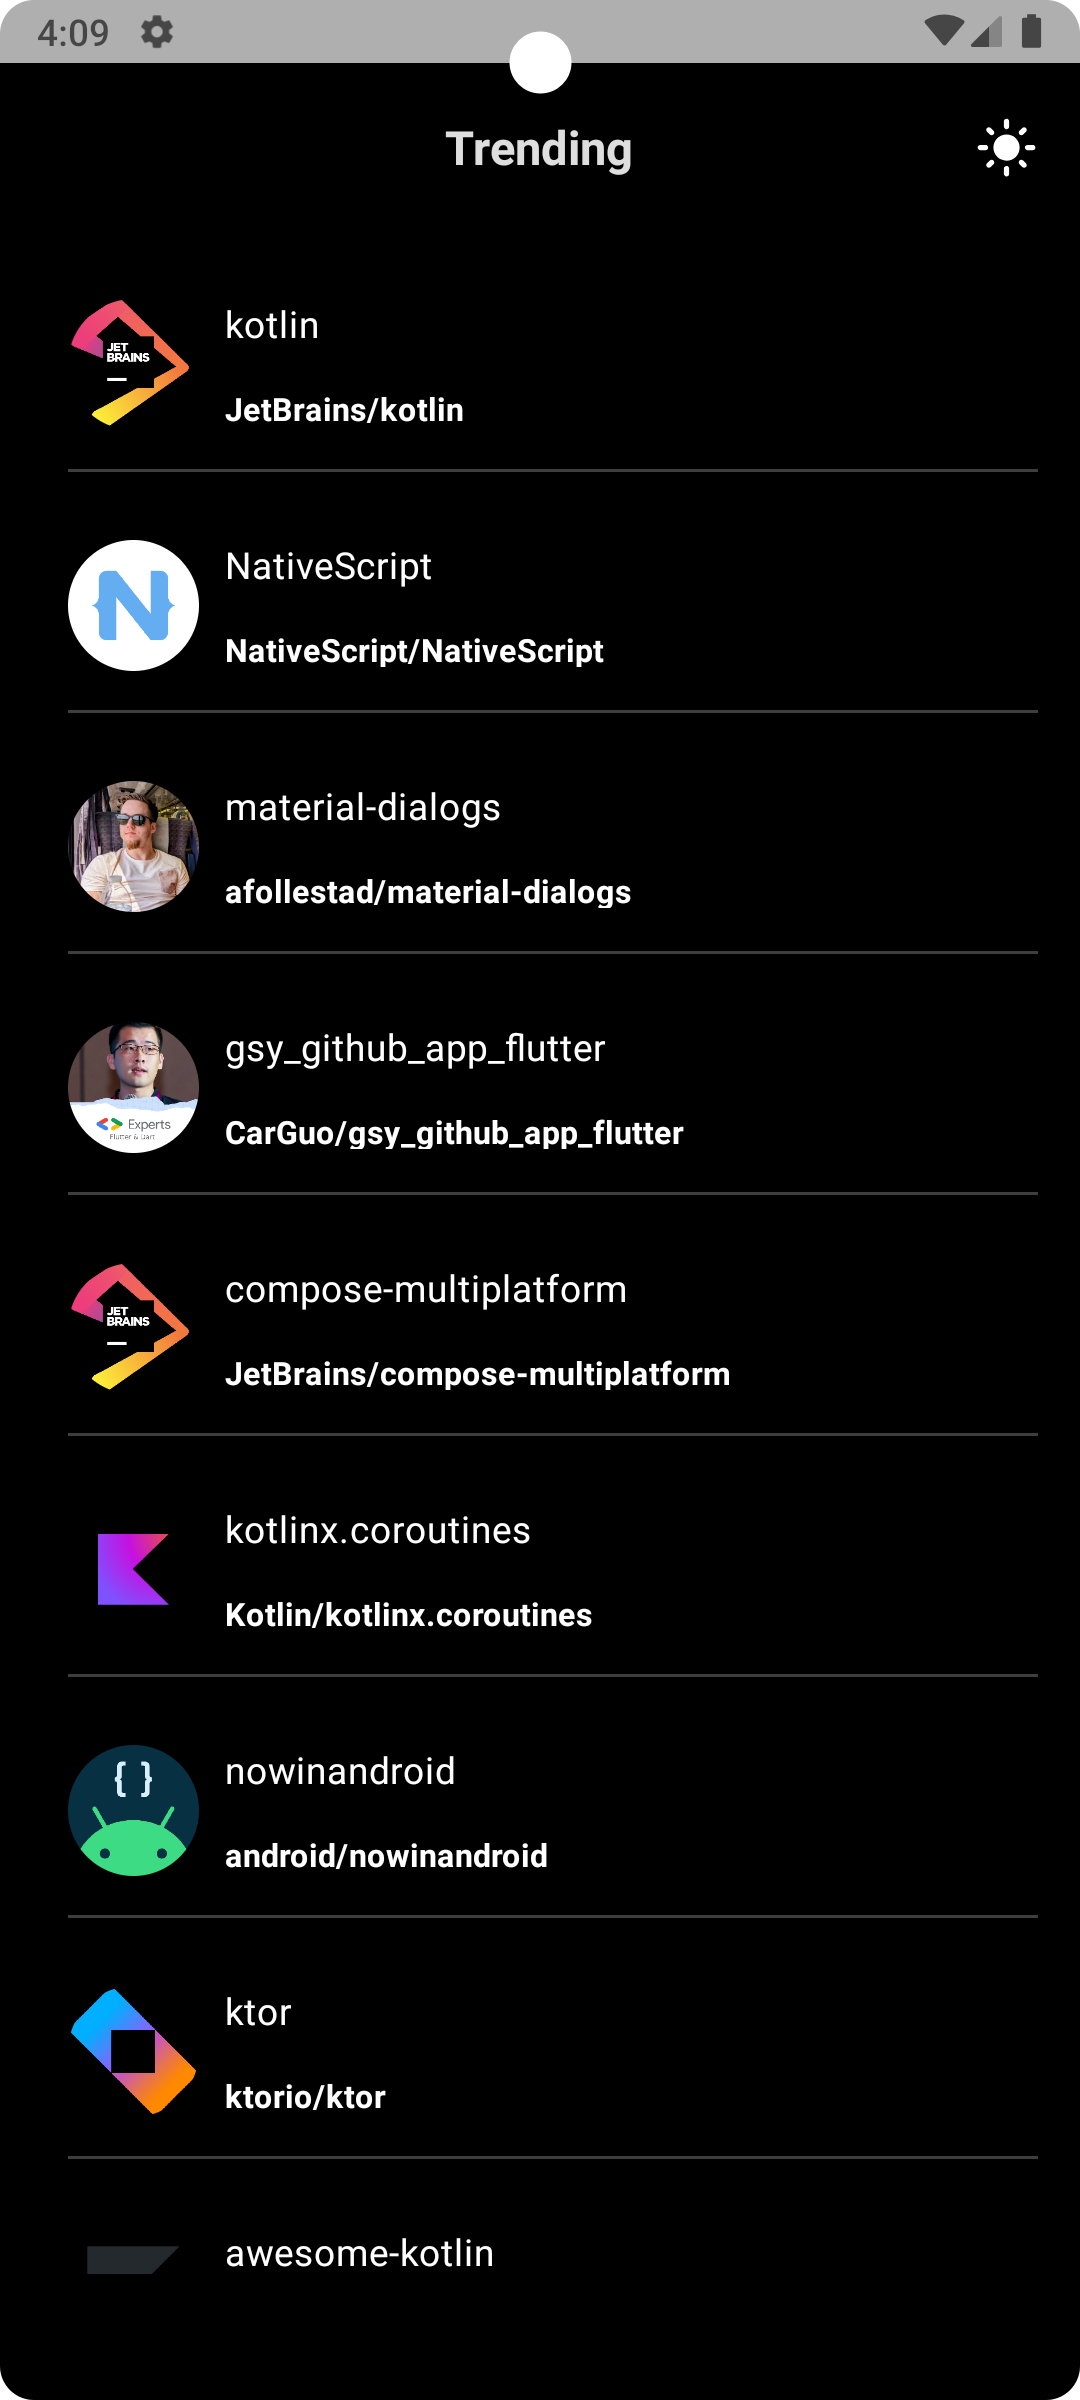 4:09
Trending
kotlin
JET
BRAINS
JetBrains/kotlin
NativeScript
NativeScript/NativeScript
material-dialogs
afollestad/material-dialogs
gsy_github_app_flutter
Experts
Flutter & Dart
CarGuo/gsy_github_app_flutter
compose-multiplatform
JET
BRAINS
JetBrains/compose-multiplatform
kotlinx.coroutines
Kotlin/kotlinx.coroutines
nowinandroid
{ }
android/nowinandroid
ktor
ktorio/ktor
awesome-kotlin